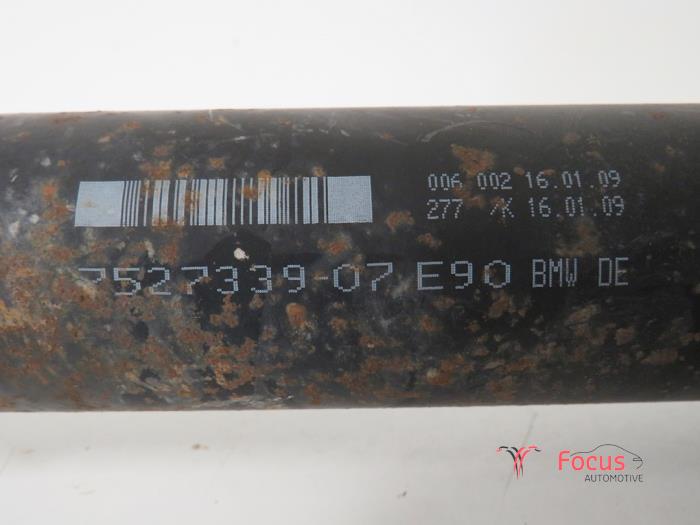 006 002 16.01.09
277 /K 16.01.09
7527339-07 E90 BMW DE
Focus
AUTOMOTIVE